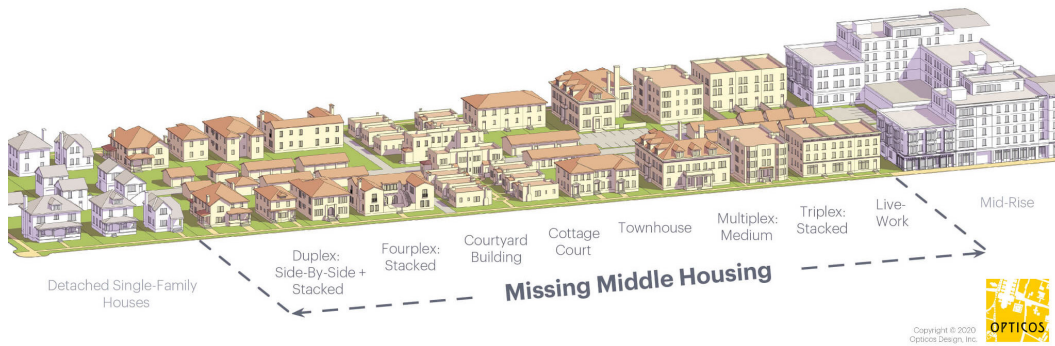 Detached Single-Family
Houses
Duplex:
Side-By-Side +
Stacked
Fourplex:
Stacked
Courtyard
Building
Cottage
Court
Townhouse
Multiplex:
Medium
Triplex:
Stacked
Live-
Work
Mid-Rise
Missing Middle Housing
Copyright © 2020
Opticos Design, Inc.
OPTICOS